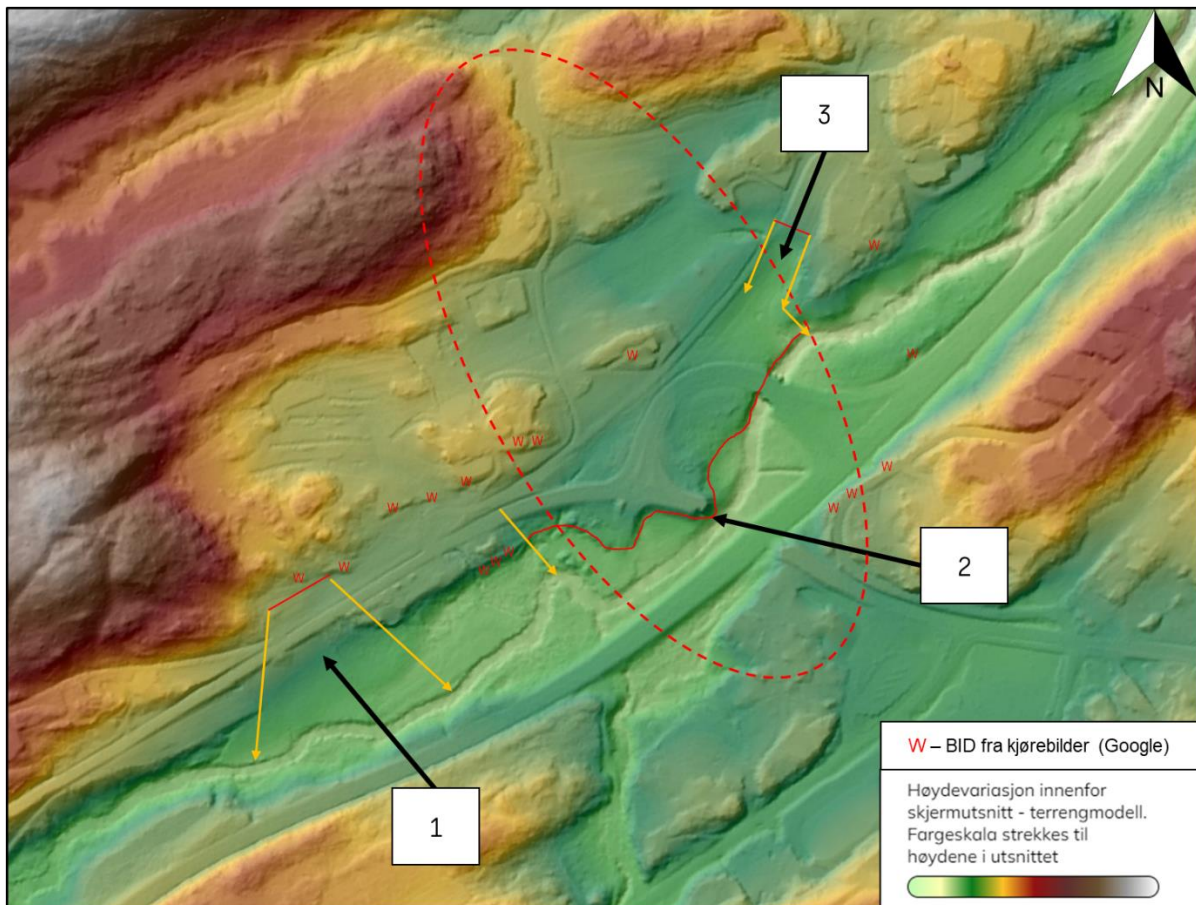 N
3
W
W
W
W W
W
W
W
W
W
W
W
W
W
W
2
W
W
1
W – BID fra kjørebilder (Google)
Høydevariasjon innenfor
skjermutsnitt - terrengmodell.
Fargeskala strekkes til
høydene i utsnittet